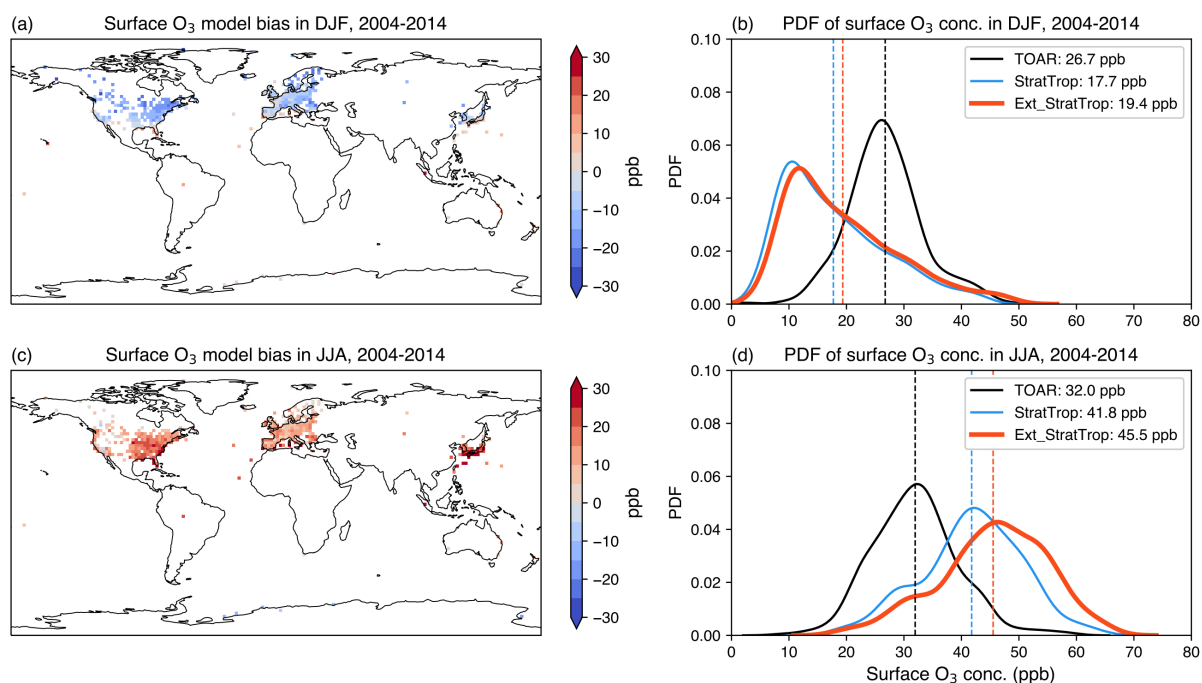 (a) Surface O₃ model bias in DJF, 2004-2014
30
20
10
0
−10
−20
−30
ppb
(b) PDF of surface O₃ conc. in DJF, 2004-2014
TOAR: 26.7 ppb
StratTrop: 17.7 ppb
Ext_StratTrop: 19.4 ppb
PDF
0.10
0.08
0.06
0.04
0.02
0.00
0 10 20 30 40 50 60 70 80
(c) Surface O₃ model bias in JJA, 2004-2014
30
20
10
0
−10
−20
−30
ppb
(d) PDF of surface O₃ conc. in JJA, 2004-2014
TOAR: 32.0 ppb
StratTrop: 41.8 ppb
Ext_StratTrop: 45.5 ppb
PDF
0.10
0.08
0.06
0.04
0.02
0.00
0 10 20 30 40 50 60 70 80
Surface O₃ conc. (ppb)